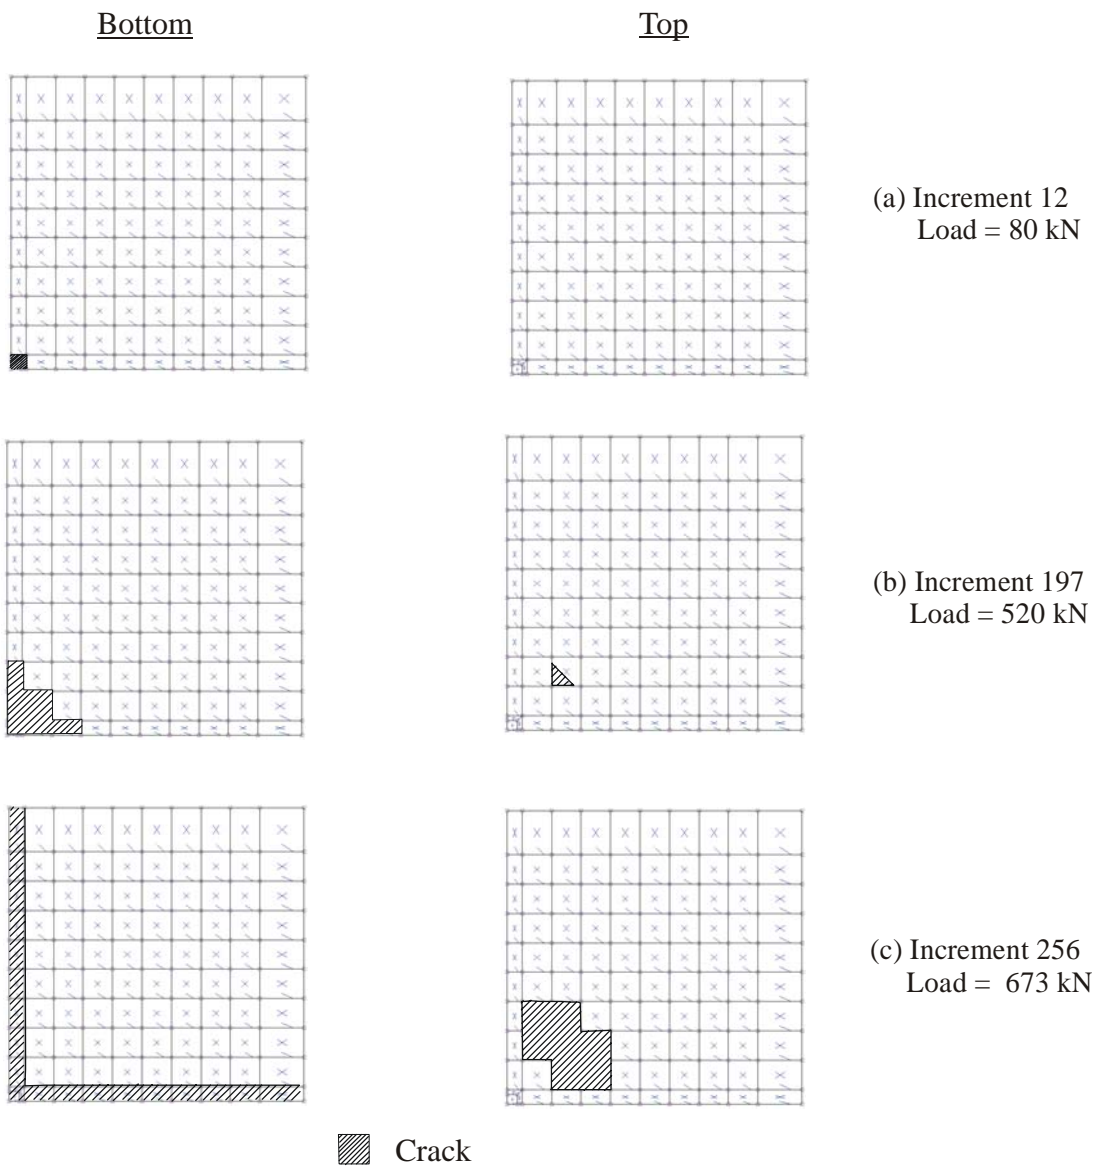 Bottom
Top
(a) Increment 12
Load = 80 kN
(b) Increment 197
Load = 520 kN
(c) Increment 256
Load = 673 kN
Crack